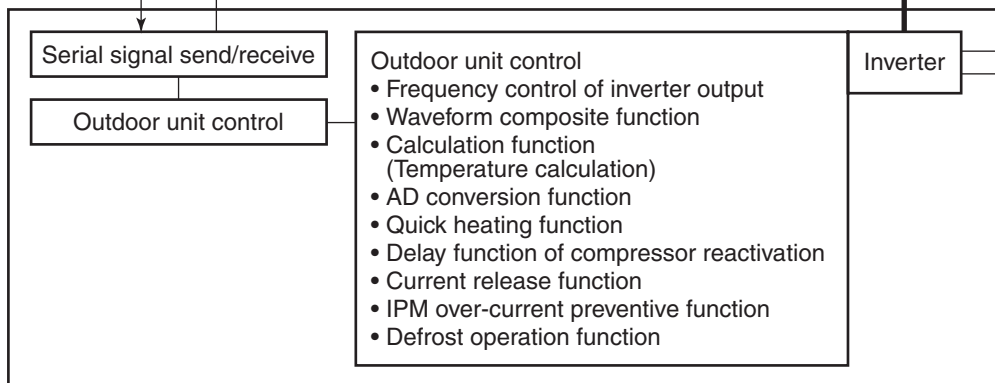 Serial signal send/receive
Outdoor unit control
Outdoor unit control
• Frequency control of inverter output
• Waveform composite function
• Calculation function
(Temperature calculation)
• AD conversion function
• Quick heating function
• Delay function of compressor reactivation
• Current release function
• IPM over-current preventive function
• Defrost operation function
Inverter